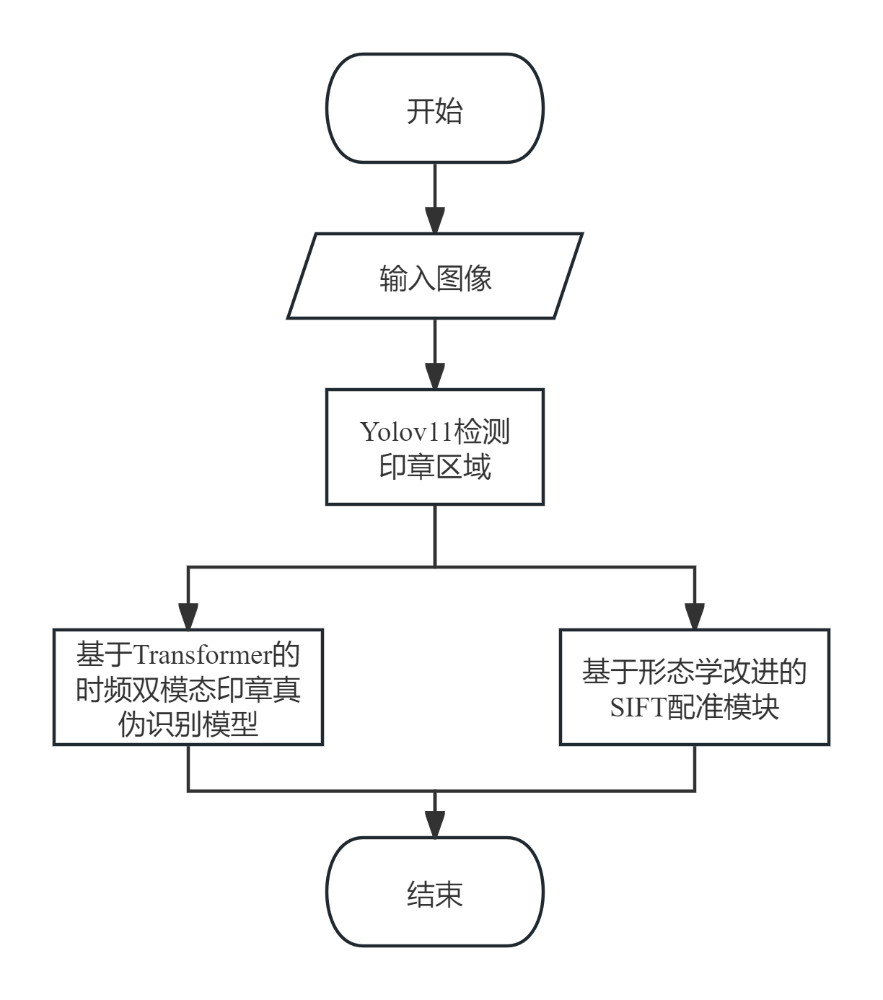 开始
输入图像
Yolov11检测
印章区域
基于Transformer的
时频双模态印章真
伪识别模型
基于形态学改进的
SIFT配准模块
结束